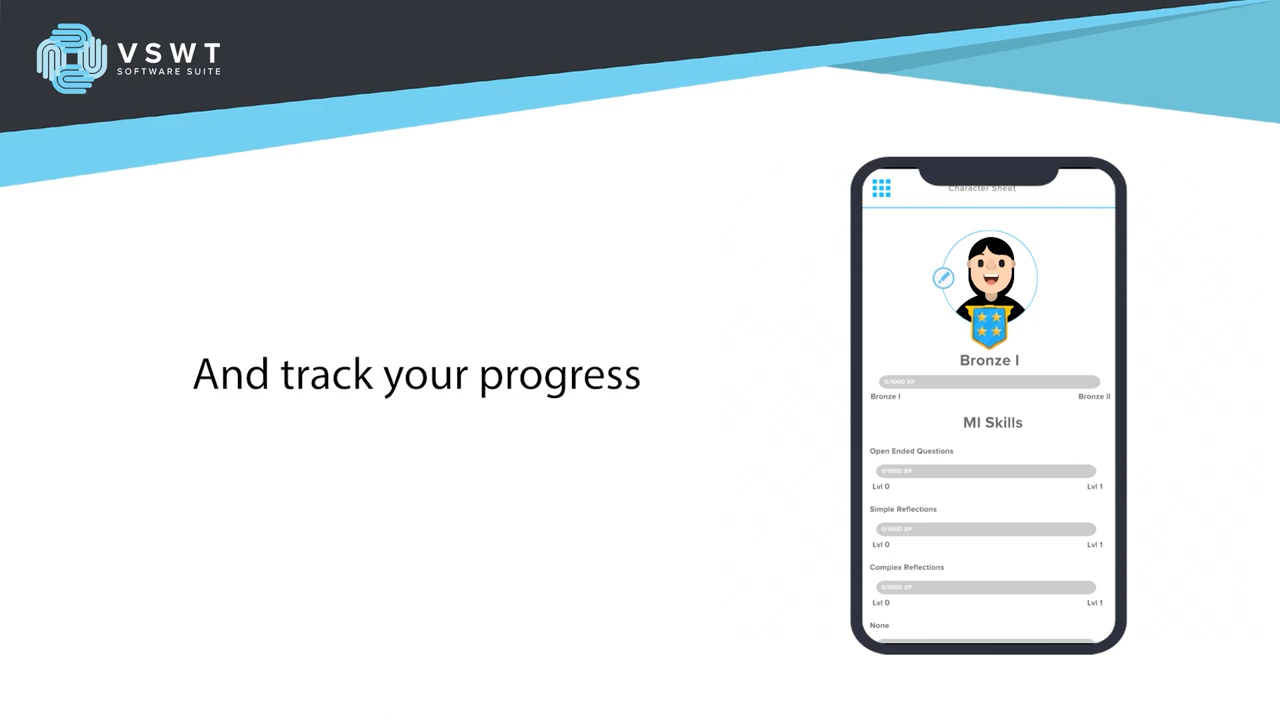 VSWT
SOFTWARE SUITE
And track your progress
Character Sheet
Bronze I
0/1000 XP
Bronze I
Bronze II
MI Skills
Open Ended Questions
0/1000 XP
Lvl 0
Lvl 1
Simple Reflections
0/1000 XP
Lvl 0
Lvl 1
Complex Reflections
0/1000 XP
Lvl 0
Lvl 1
None